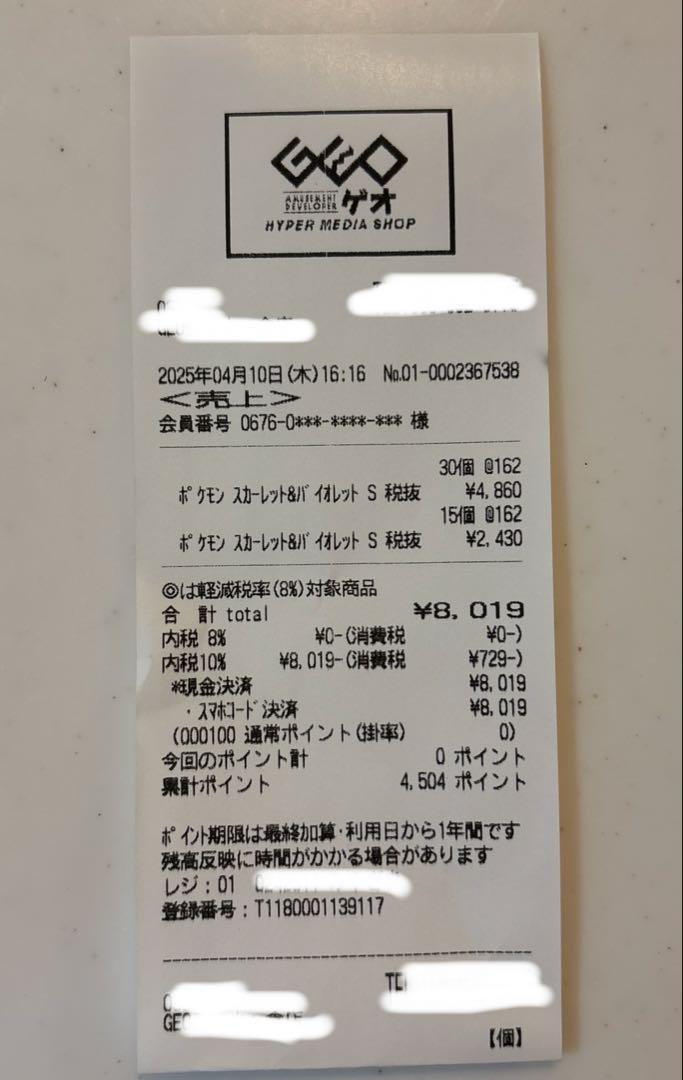 GEO
AMUSEMENT
DEVELOPER ゲオ
HYPER MEDIA SHOP
2025年04月10日(木)16:16 No.01-0002367538
＜売上＞
会員番号 0676-0***-****-*** 様
30個 @162
ポケモン スカーレット&バイオレット S 税抜 ¥4,860
15個 @162
ポケモン スカーレット&バイオレット S 税抜 ¥2,430
◎は軽減税率(8%)対象商品
合 計 total ¥8,019
内税 8% ¥0-(消費税 ¥0-)
内税10% ¥8,019-(消費税 ¥729-)
*現金決済 ¥8,019
・スマホコード決済 ¥8,019
(000100 通常ポイント(掛率) 0)
今回のポイント計 0 ポイント
累計ポイント 4,504 ポイント
ポイント期限は最終加算・利用日から1年間です
残高反映に時間がかかる場合があります
レジ：01
登録番号：T1180001139117
GEO
【個】